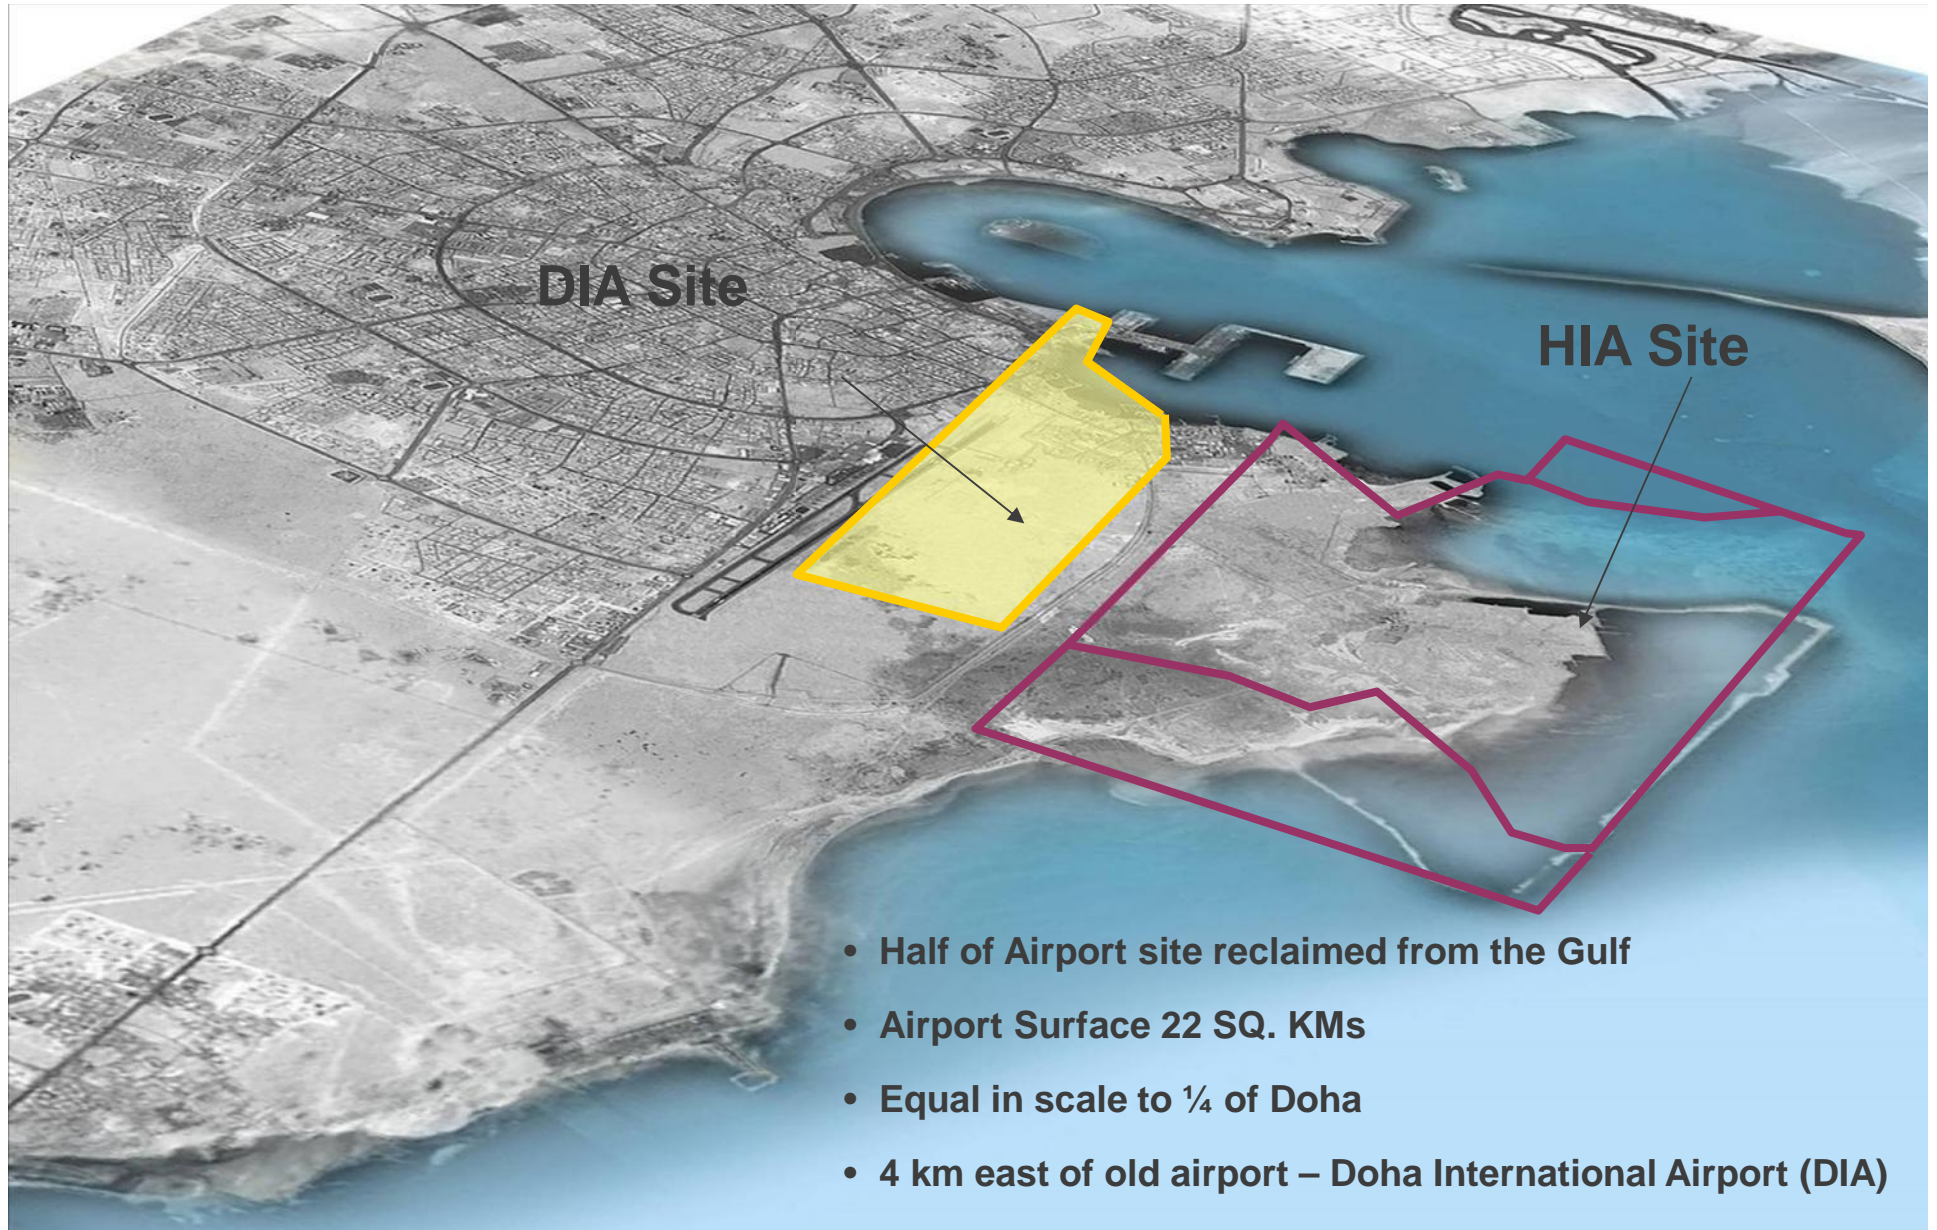 DIA Site
HIA Site
• Half of Airport site reclaimed from the Gulf
• Airport Surface 22 SQ. KMs
• Equal in scale to ¼ of Doha
• 4 km east of old airport – Doha International Airport (DIA)